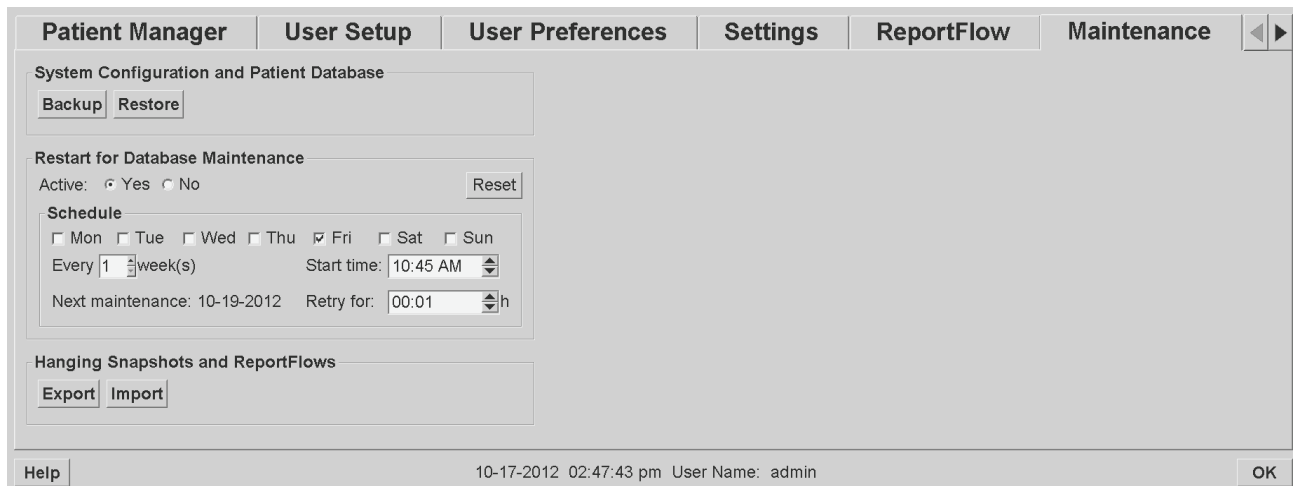 Patient Manager User Setup User Preferences Settings ReportFlow Maintenance
System Configuration and Patient Database
Backup Restore
Restart for Database Maintenance
Active: Yes No Reset
Schedule
Mon Tue Wed Thu Fri Sat Sun
Every 1 week(s) Start time: 10:45 AM
Next maintenance: 10-19-2012 Retry for: 00:01 h
Hanging Snapshots and ReportFlows
Export Import
Help 10-17-2012 02:47:43 pm User Name: admin OK